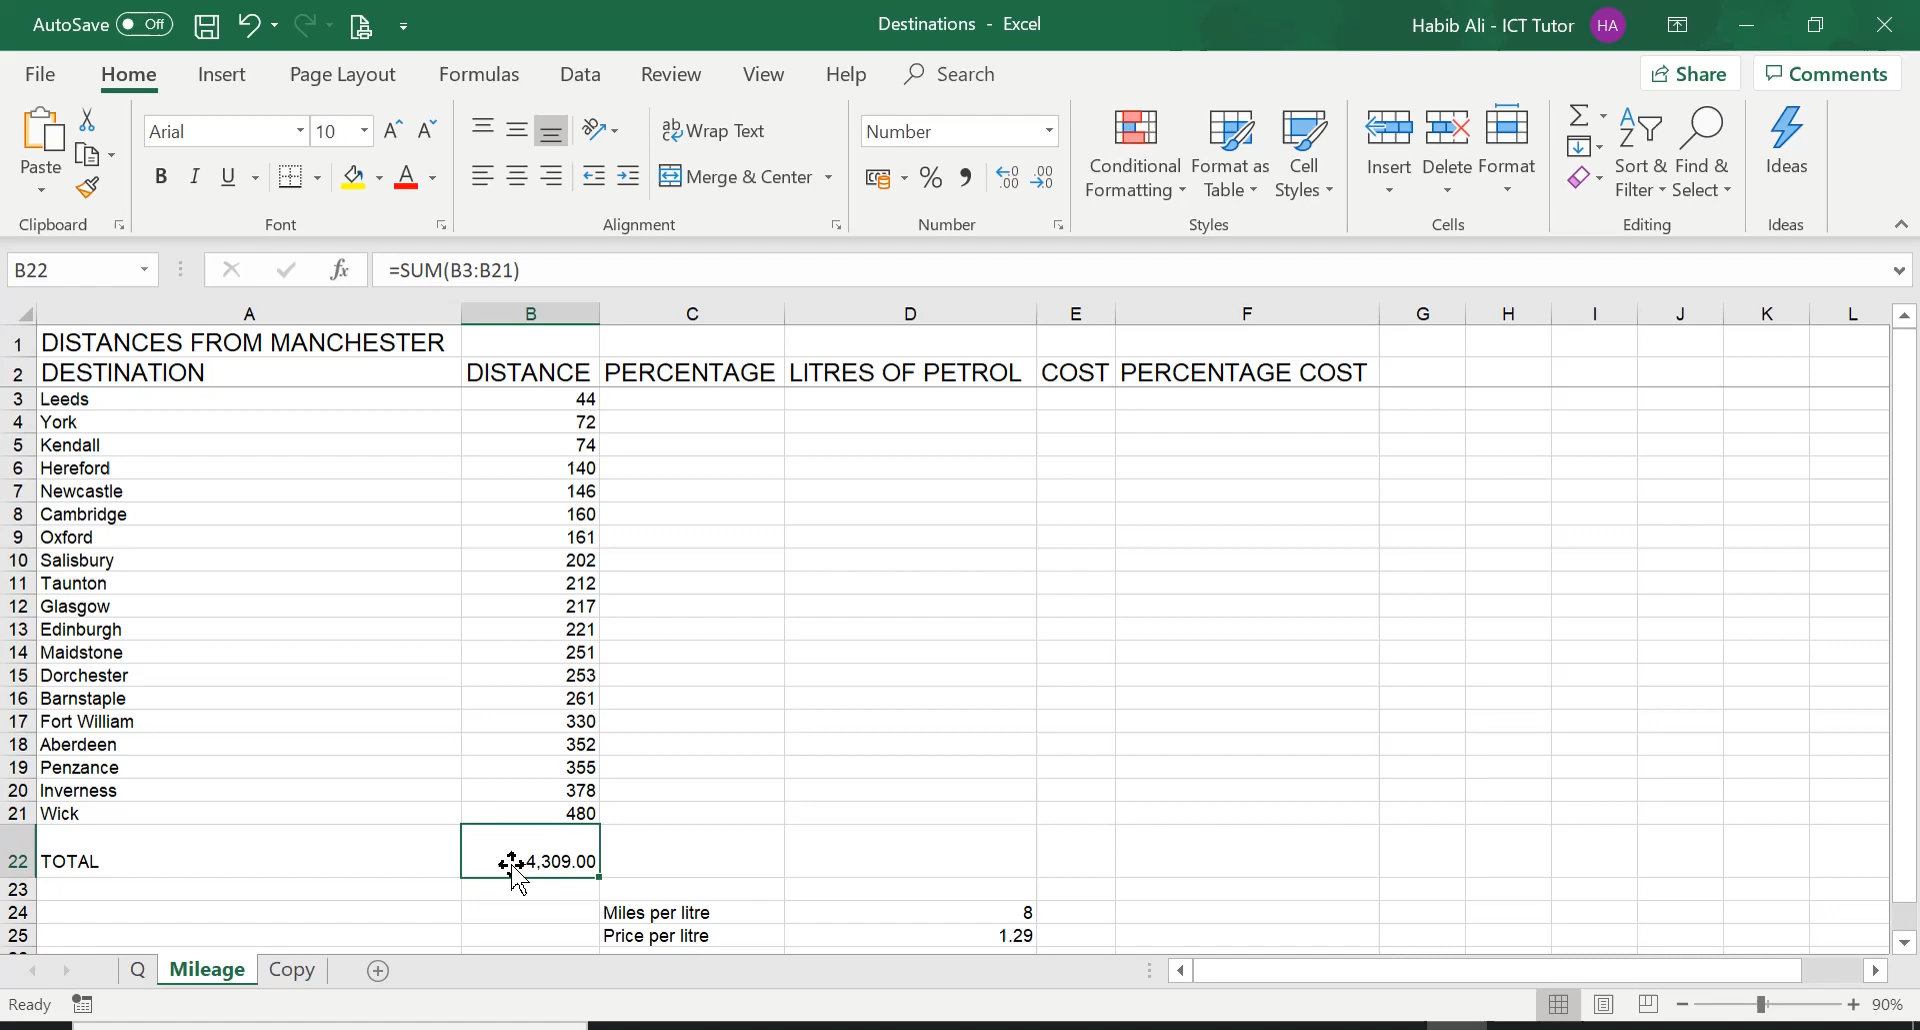 AutoSave Off Destinations - Excel Habib Ali - ICT Tutor HA
File Home Insert Page Layout Formulas Data Review View Help Search Share Comments
Paste Arial 10 Wrap Text Number Conditional Formatting Format as Table Cell Styles Insert Delete Format Sort & Filter Find & Select Ideas
B I U A Merge & Center % .00
Clipboard Font Alignment Number Styles Cells Editing Ideas
B22 fx =SUM(B3:B21)
A B C D E F G H I J K L
1 DISTANCES FROM MANCHESTER
2 DESTINATION DISTANCE PERCENTAGE LITRES OF PETROL COST PERCENTAGE COST
3 Leeds 44
4 York 72
5 Kendall 74
6 Hereford 140
7 Newcastle 146
8 Cambridge 160
9 Oxford 161
10 Salisbury 202
11 Taunton 212
12 Glasgow 217
13 Edinburgh 221
14 Maidstone 251
15 Dorchester 253
16 Barnstaple 261
17 Fort William 330
18 Aberdeen 352
19 Penzance 355
20 Inverness 378
21 Wick 480
22 TOTAL 4,309.00
23
24 Miles per litre 8
25 Price per litre 1.29
Q Mileage Copy
Ready 90%